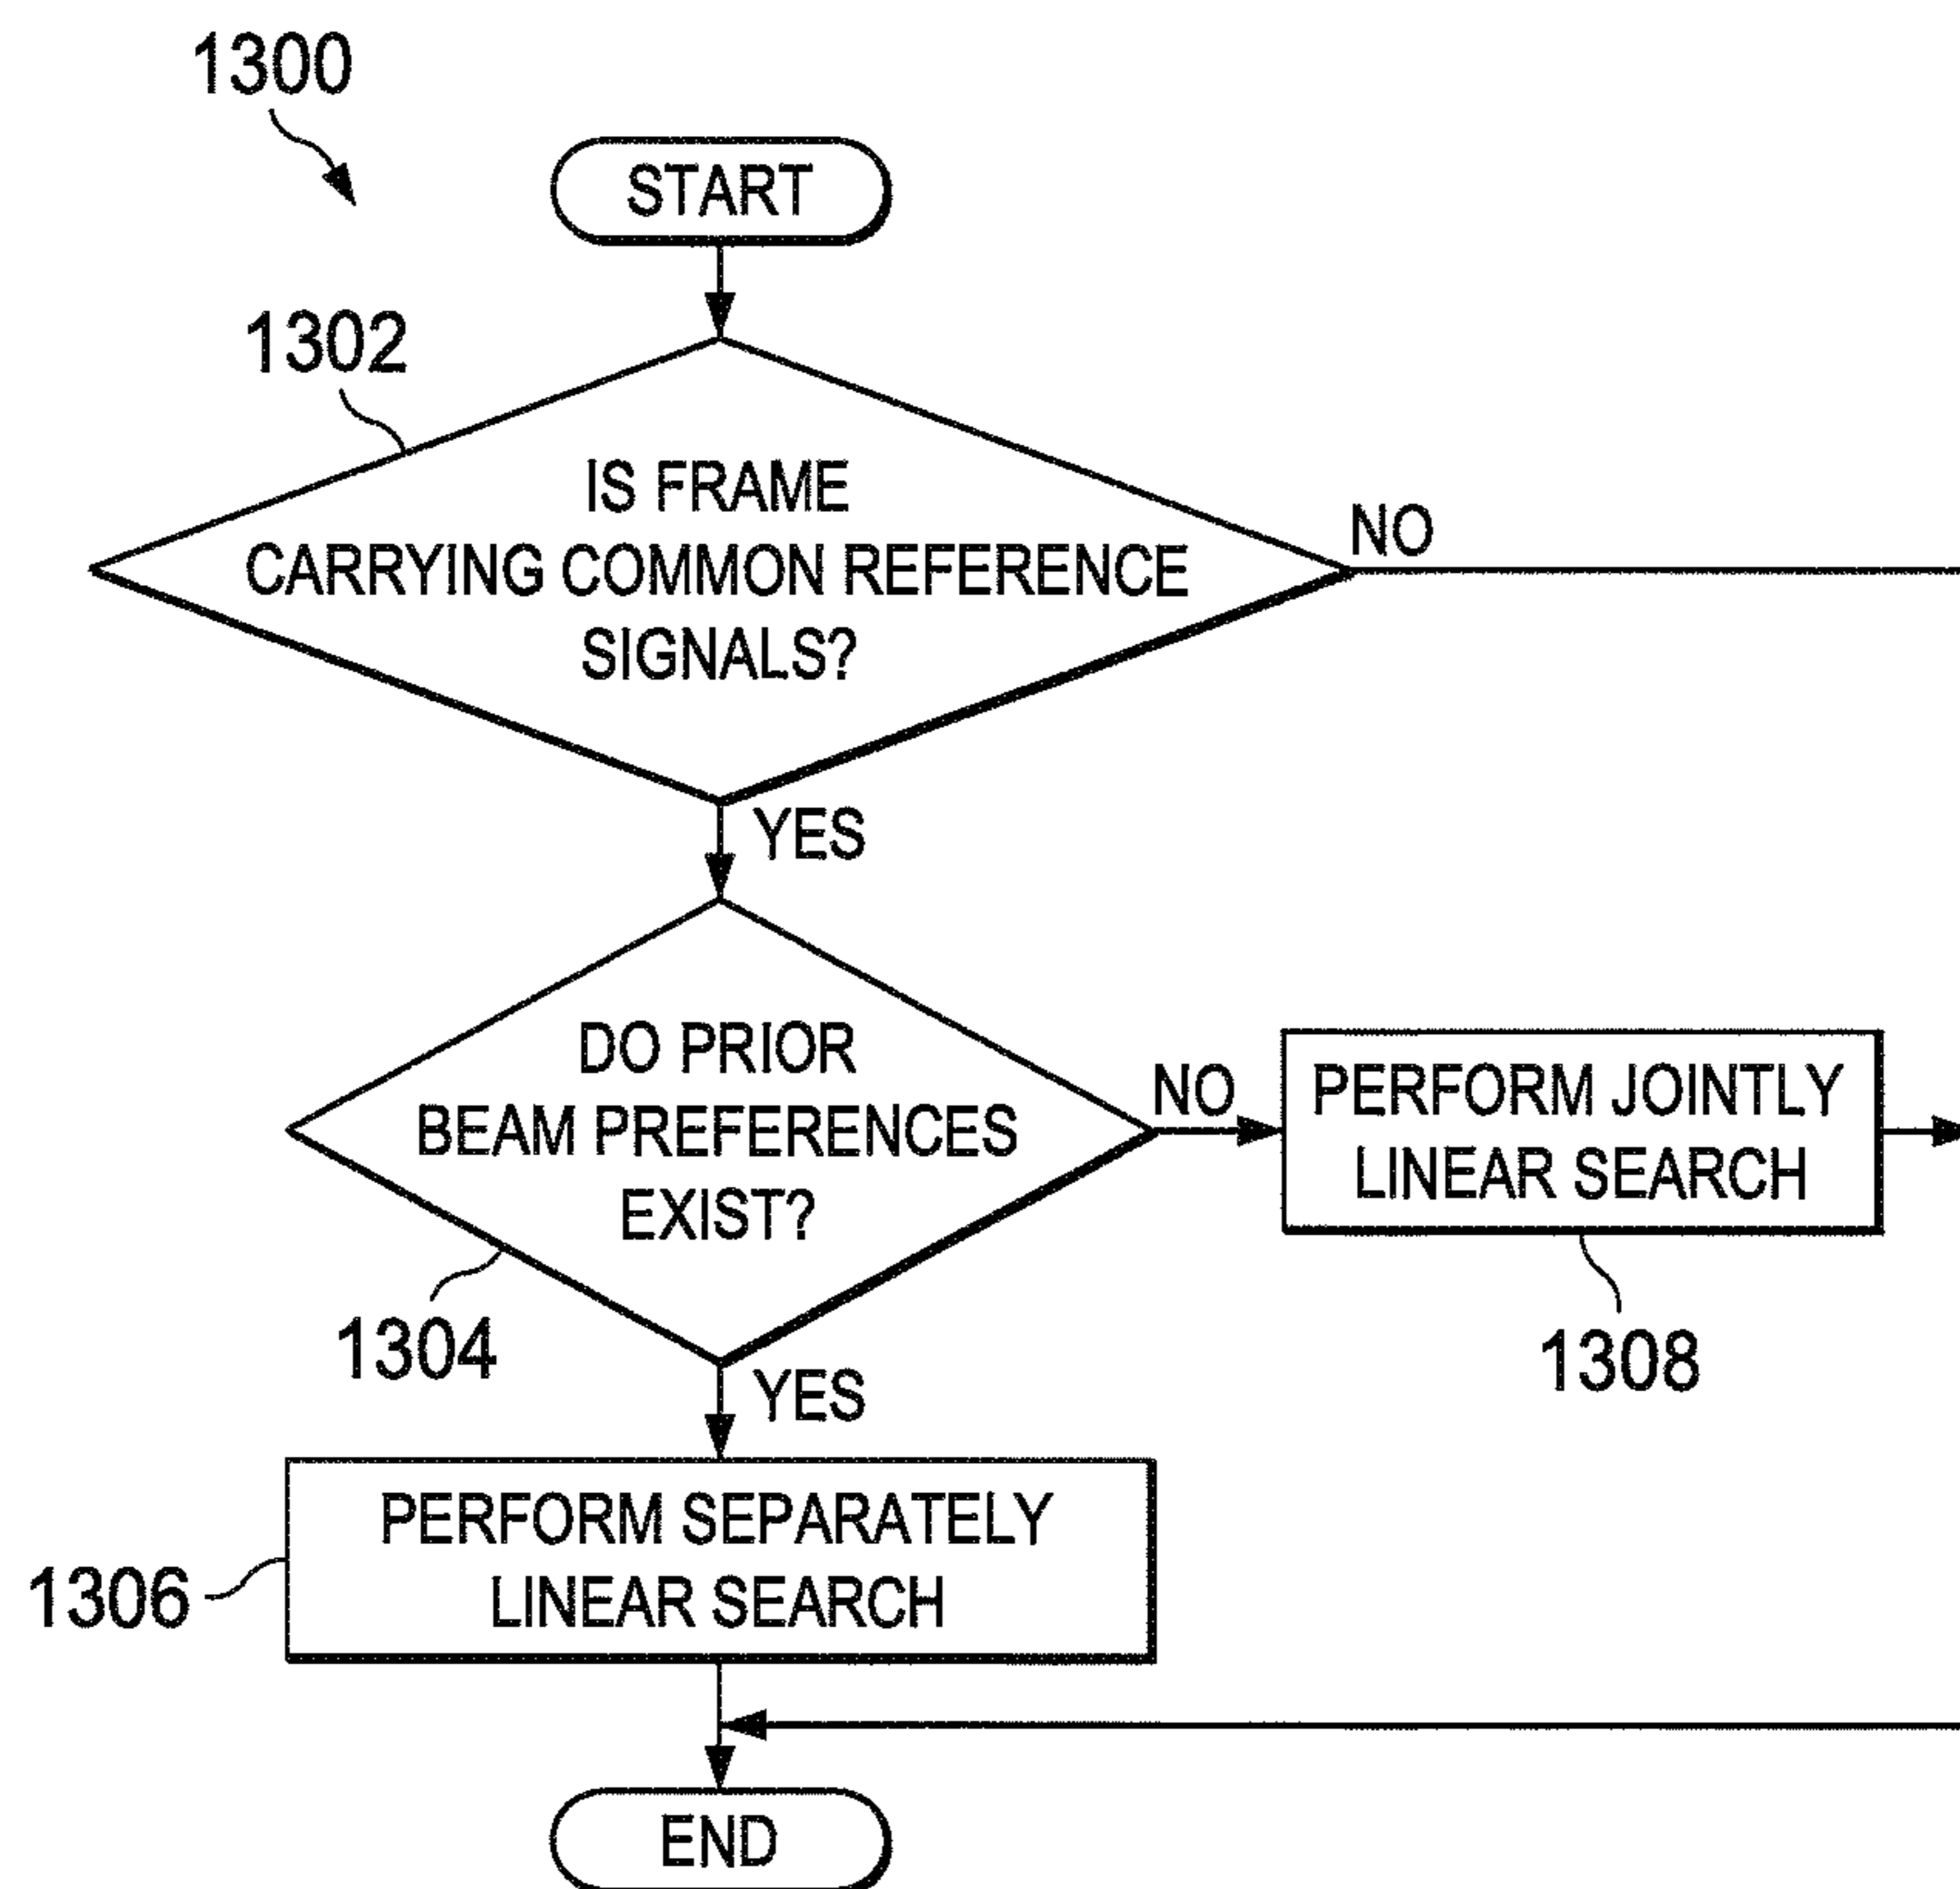 1300
START
1302
IS FRAME
CARRYING COMMON REFERENCE
SIGNALS?
NO
YES
DO PRIOR
BEAM PREFERENCES
EXIST?
NO
PERFORM JOINTLY
LINEAR SEARCH
1304
1308
YES
PERFORM SEPARATELY
LINEAR SEARCH
1306
END